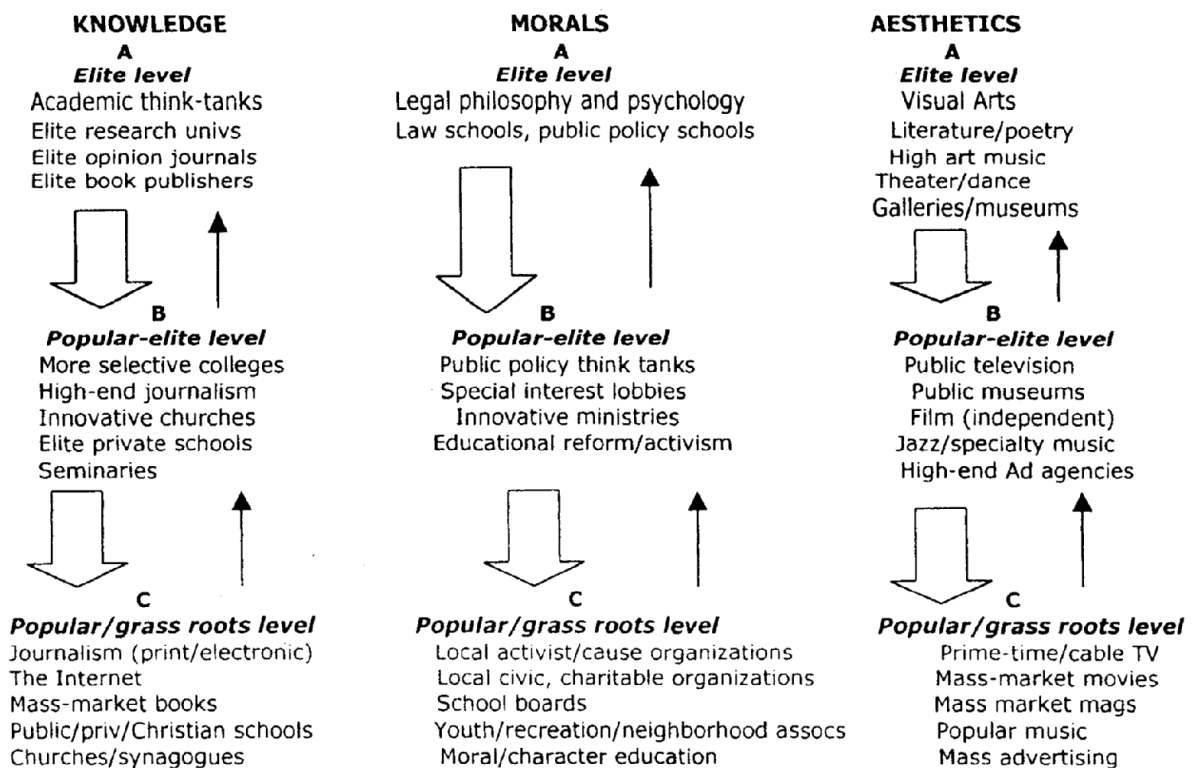 KNOWLEDGE
A
Elite level
Academic think-tanks
Elite research univs
Elite opinion journals
Elite book publishers
B
Popular-elite level
More selective colleges
High-end journalism
Innovative churches
Elite private schools
Seminaries
C
Popular/grass roots level
Journalism (print/electronic)
The Internet
Mass-market books
Public/priv/Christian schools
Churches/synagogues
MORALS
A
Elite level
Legal philosophy and psychology
Law schools, public policy schools
B
Popular-elite level
Public policy think tanks
Special interest lobbies
Innovative ministries
Educational reform/activism
C
Popular/grass roots level
Local activist/cause organizations
Local civic, charitable organizations
School boards
Youth/recreation/neighborhood assocs
Moral/character education
AESTHETICS
A
Elite level
Visual Arts
Literature/poetry
High art music
Theater/dance
Galleries/museums
B
Popular-elite level
Public television
Public museums
Film (independent)
Jazz/specialty music
High-end Ad agencies
C
Popular/grass roots level
Prime-time/cable TV
Mass-market movies
Mass market mags
Popular music
Mass advertising